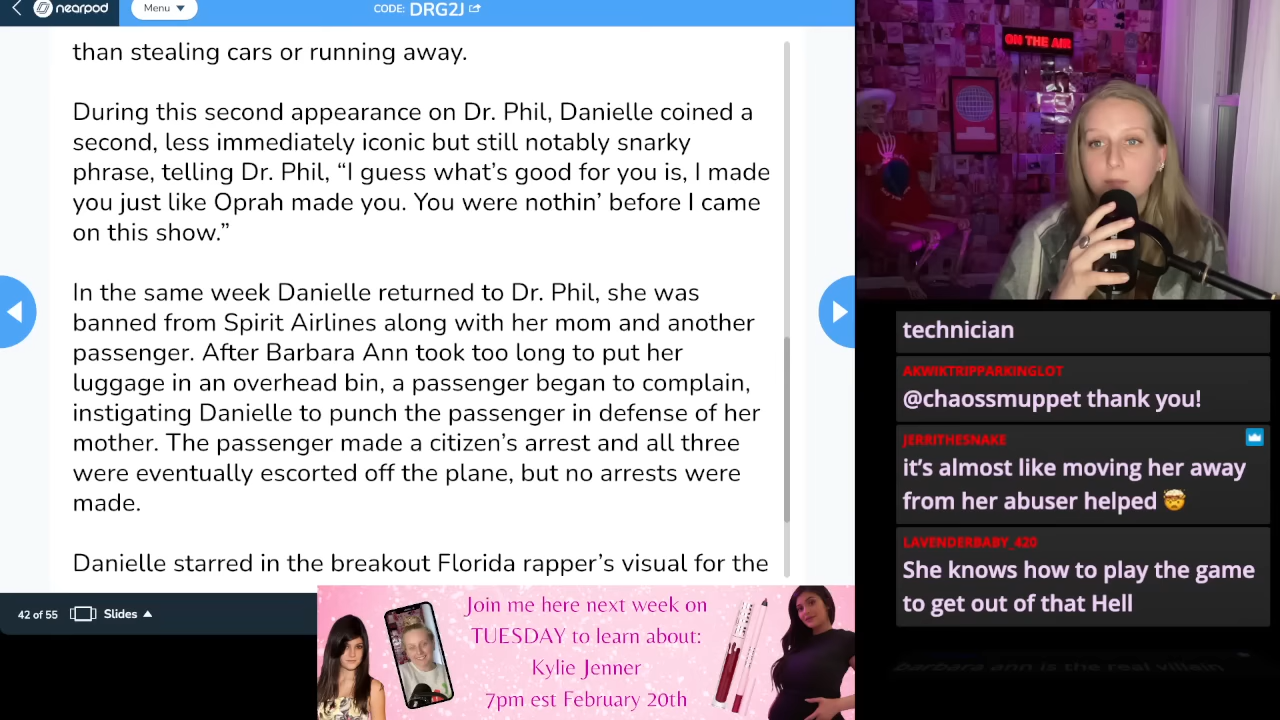 nearpod
Menu
CODE: DRG2J
ON THE AIR
than stealing cars or running away.
During this second appearance on Dr. Phil, Danielle coined a
second, less immediately iconic but still notably snarky
phrase, telling Dr. Phil, “I guess what’s good for you is, I made
you just like Oprah made you. You were nothin’ before I came
on this show.”
In the same week Danielle returned to Dr. Phil, she was
banned from Spirit Airlines along with her mom and another
passenger. After Barbara Ann took too long to put her
luggage in an overhead bin, a passenger began to complain,
instigating Danielle to punch the passenger in defense of her
mother. The passenger made a citizen’s arrest and all three
were eventually escorted off the plane, but no arrests were
made.
Danielle starred in the breakout Florida rapper’s visual for the
42 of 55
Slides
Join me here next week on
TUESDAY to learn about:
Kylie Jenner
7pm est February 20th
technician
AKWIKTRIPPARKINGLOT
@chaossmuppet thank you!
JERRITHESNAKE
it’s almost like moving her away
from her abuser helped 🤯
LAVENDERBABY_420
She knows how to play the game
to get out of that Hell
barbara ann is the real villain